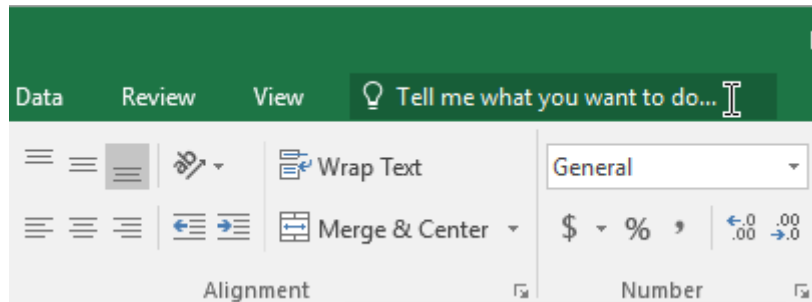 Data Review View Tell me what you want to do...
Wrap Text General
Merge & Center $ % , .0 .00 .00 .0
Alignment Number